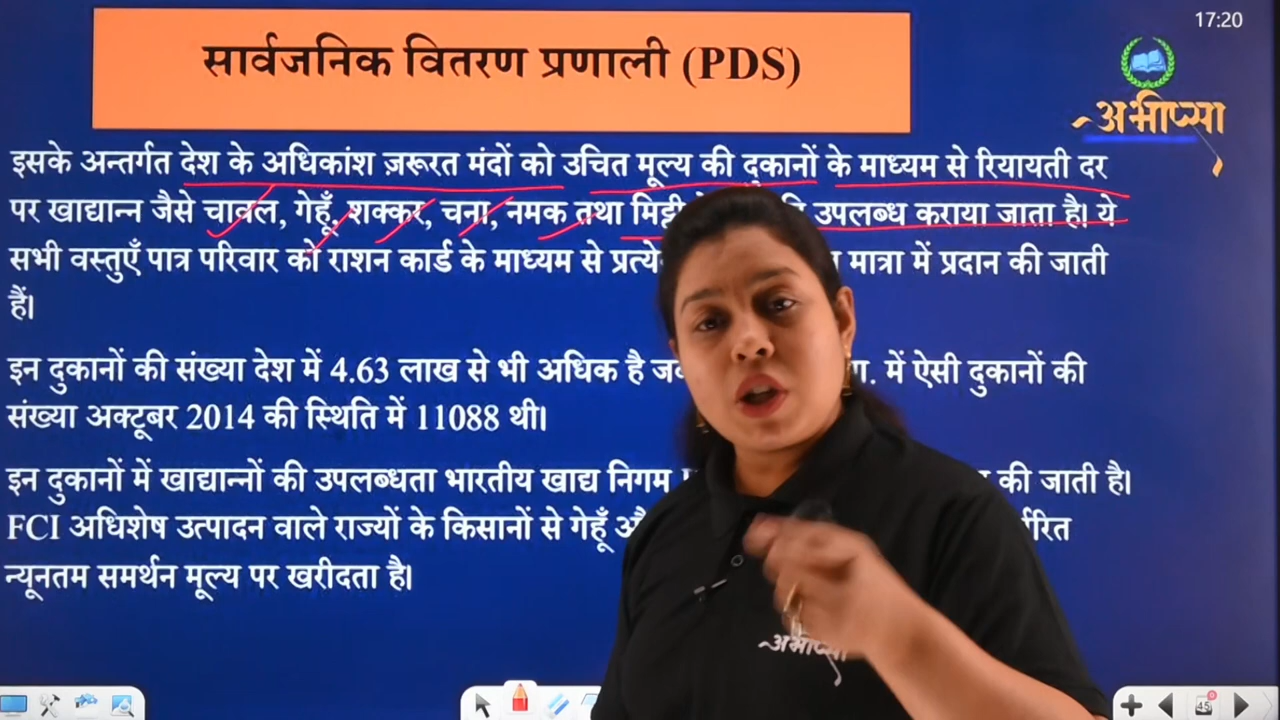 17:20
सार्वजनिक वितरण प्रणाली (PDS)
अभीप्सा
इसके अन्तर्गत देश के अधिकांश ज़रूरत मंदों को उचित मूल्य की दुकानों के माध्यम से रियायती दर
पर खाद्यान्न जैसे चावल, गेहूँ, शक्कर, चना, नमक तथा मिट्टी उपलब्ध कराया जाता है। ये
सभी वस्तुएँ पात्र परिवार को राशन कार्ड के माध्यम से मात्रा में प्रदान की जाती
हैं।
इन दुकानों की संख्या देश में 4.63 लाख से भी अधिक है में ऐसी दुकानों की
संख्या अक्टूबर 2014 की स्थिति में 11088 थी।
इन दुकानों में खाद्यान्नों की उपलब्धता भारतीय खाद्य निगम की जाती है।
FCI अधिशेष उत्पादन वाले राज्यों के किसानों से गेहूँ
न्यूनतम समर्थन मूल्य पर खरीदता है।
अभीप्सा
45